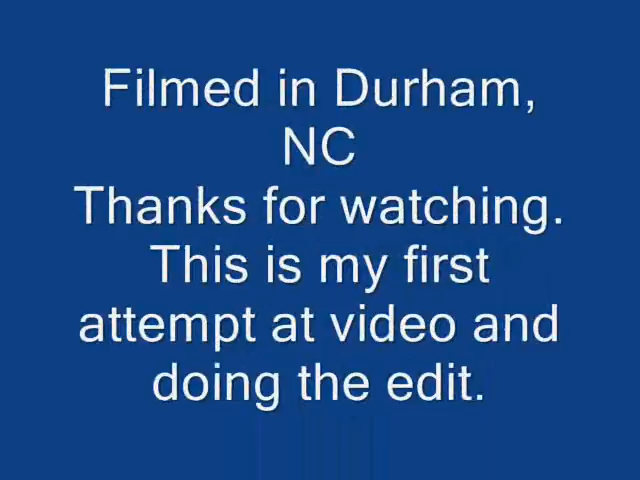 Filmed in Durham,
NC
Thanks for watching.
This is my first
attempt at video and
doing the edit.